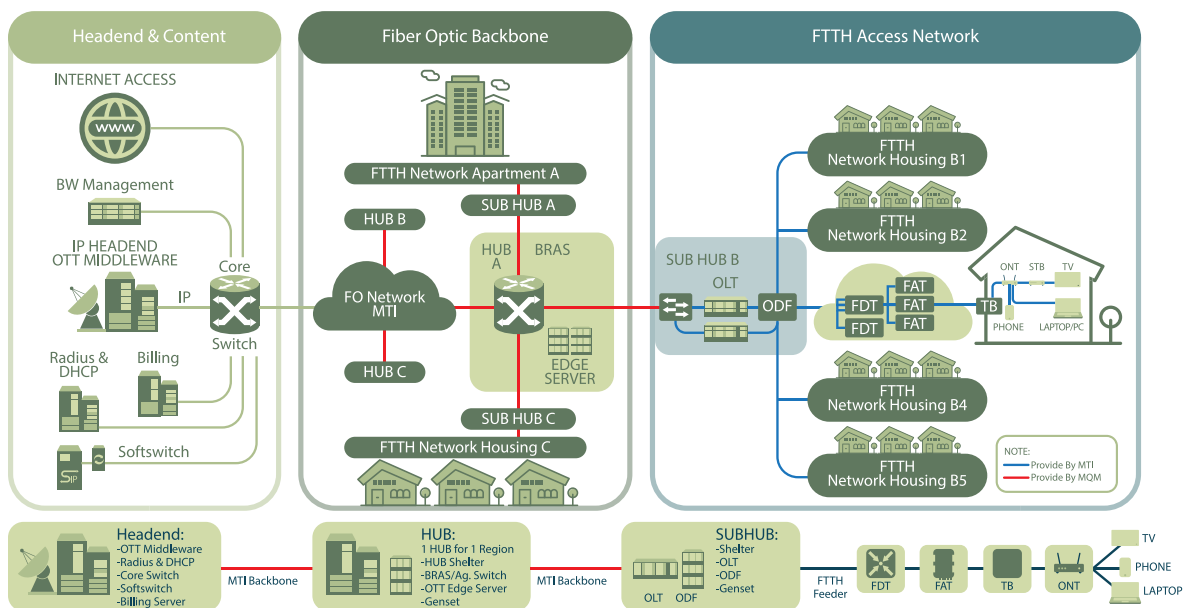 Headend & Content
INTERNET ACCESS
WWW
BW Management
IP HEADEND
OTT MIDDLEWARE
IP
Core
Switch
Radius &
DHCP
Billing
Softswitch
SIP
Fiber Optic Backbone
FTTH Network Apartment A
SUB HUB A
HUB B
HUB
A
BRAS
FO Network
MTI
EDGE
SERVER
HUB C
SUB HUB C
FTTH Network Housing C
FTTH Access Network
FTTH
Network Housing B1
FTTH
Network Housing B2
SUB HUB B
OLT
ODF
FDT
FDT
FAT
FAT
FAT
TB
ONT
STB
TV
PHONE
LAPTOP/PC
FTTH
Network Housing B4
FTTH
Network Housing B5
NOTE:
Provide By MTI
Provide By MQM
Headend:
-OTT Middleware
-Radius & DHCP
-Core Switch
-Softswitch
-Billing Server
MTI Backbone
HUB:
1 HUB for 1 Region
-HUB Shelter
-BRAS/Ag. Switch
-OTT Edge Server
-Genset
MTI Backbone
SUBHUB:
-Shelter
-OLT
-ODF
-Genset
OLT
ODF
FTTH
Feeder
FDT
FAT
TB
ONT
TV
PHONE
LAPTOP